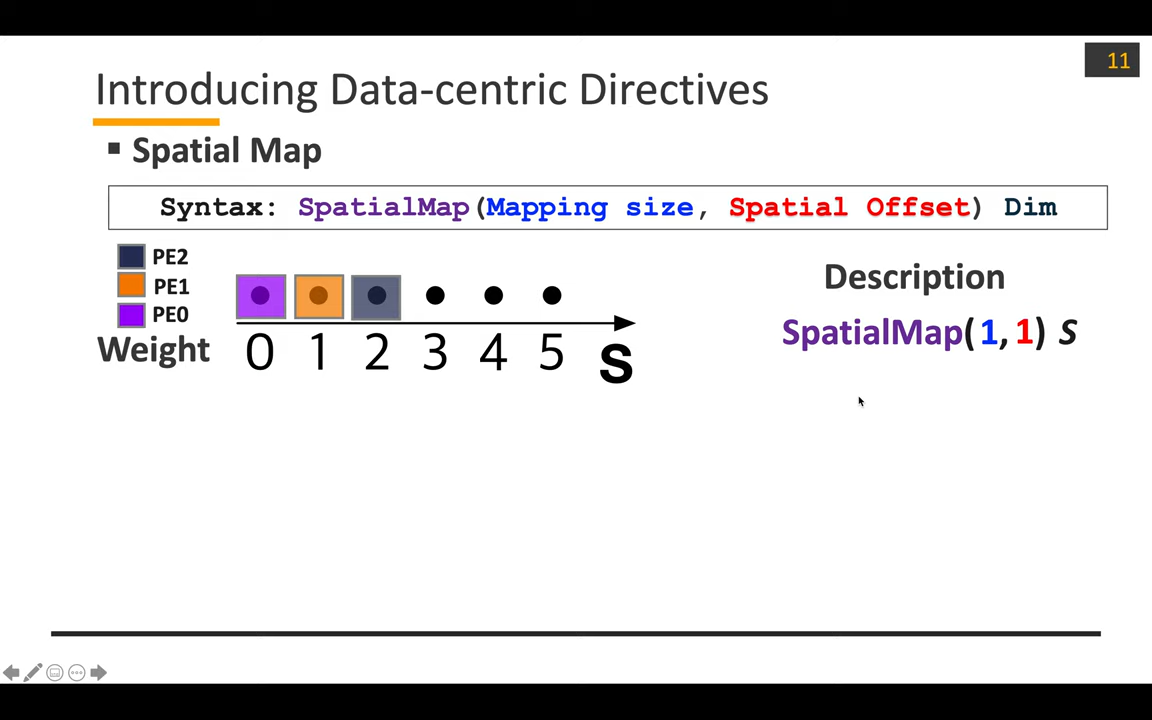 11
Introducing Data-centric Directives
▪ Spatial Map
Syntax: SpatialMap(Mapping size, Spatial Offset) Dim
PE2
PE1
PE0
Weight
0 1 2 3 4 5 S
Description
SpatialMap(1,1) S